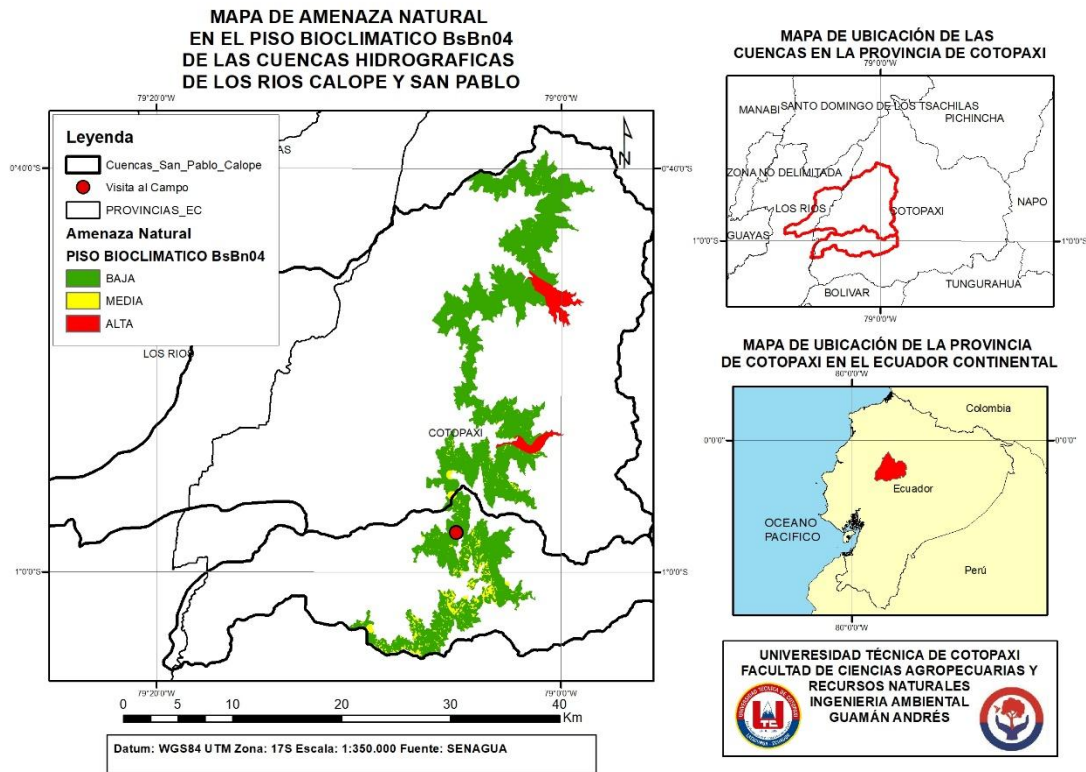 MAPA DE AMENAZA NATURAL
EN EL PISO BIOCLIMATICO BsBn04
DE LAS CUENCAS HIDROGRAFICAS
DE LOS RIOS CALOPE Y SAN PABLO
79°20'0"W
79°0'0"W
0°40'0"S
0°40'0"S
Leyenda
Cuencas_San_Pablo_Calope
Visita al Campo
PROVINCIAS_EC
Amenaza Natural
PISO BIOCLIMATICO BsBn04
BAJA
MEDIA
ALTA
N
LOS RIOS
COTOPAXI
1°0'0"S
1°0'0"S
79°20'0"W
79°0'0"W
0 5 10 20 30 40
Km
Datum: WGS84 UTM Zona: 17S Escala: 1:350.000 Fuente: SENAGUA
MAPA DE UBICACIÓN DE LAS
CUENCAS EN LA PROVINCIA DE COTOPAXI
79°0'0"W
MANABI
SANTO DOMINGO DE LOS TSACHILAS
PICHINCHA
ZONA NO DELIMITADA
NAPO
LOS RIOS
COTOPAXI
GUAYAS
1°0'0"S
1°0'0"S
BOLIVAR
TUNGURAHUA
79°0'0"W
MAPA DE UBICACIÓN DE LA PROVINCIA
DE COTOPAXI EN EL ECUADOR CONTINENTAL
80°0'0"W
Colombia
0°0'0"
0°0'0"
Ecuador
OCEANO
PACIFICO
Perú
80°0'0"W
UNIVERESIDAD TÉCNICA DE COTOPAXI
FACULTAD DE CIENCIAS AGROPECUARIAS Y
RECURSOS NATURALES
INGENIERIA AMBIENTAL
GUAMÁN ANDRÉS
UNIVERSIDAD TÉCNICA DE COTOPAXI